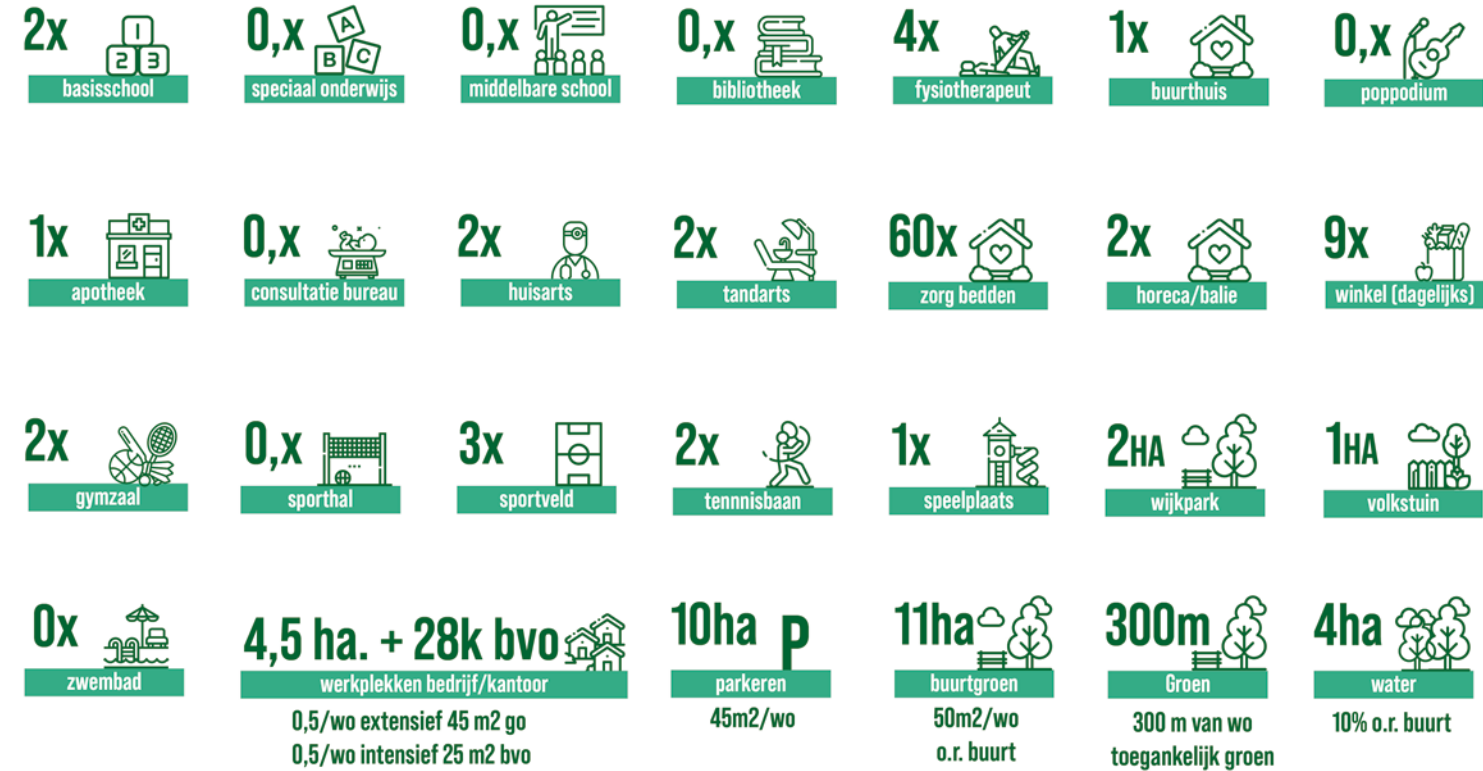 2x
basisschool
0,x
A
B C
speciaal onderwijs
0,x
middelbare school
0,x
bibliotheek
4x
fysiotherapeut
1x
buurthuis
0,x
poppodium
1
2 3
1x
apotheek
0,x
consultatie bureau
2x
huisarts
2x
tandarts
60x
zorg bedden
2x
horeca/balie
9x
winkel (dagelijks)
2x
gymzaal
0,x
sporthal
3x
sportveld
2x
tennnisbaan
1x
speelplaats
2HA
wijkpark
1HA
volkstuin
0x
zwembad
4,5 ha. + 28k bvo
werkplekken bedrijf/kantoor
0,5/wo extensief 45 m2 go
0,5/wo intensief 25 m2 bvo
10ha P
parkeren
45m2/wo
11ha
buurtgroen
50m2/wo
o.r. buurt
300m
Groen
300 m van wo
toegankelijk groen
4ha
water
10% o.r. buurt